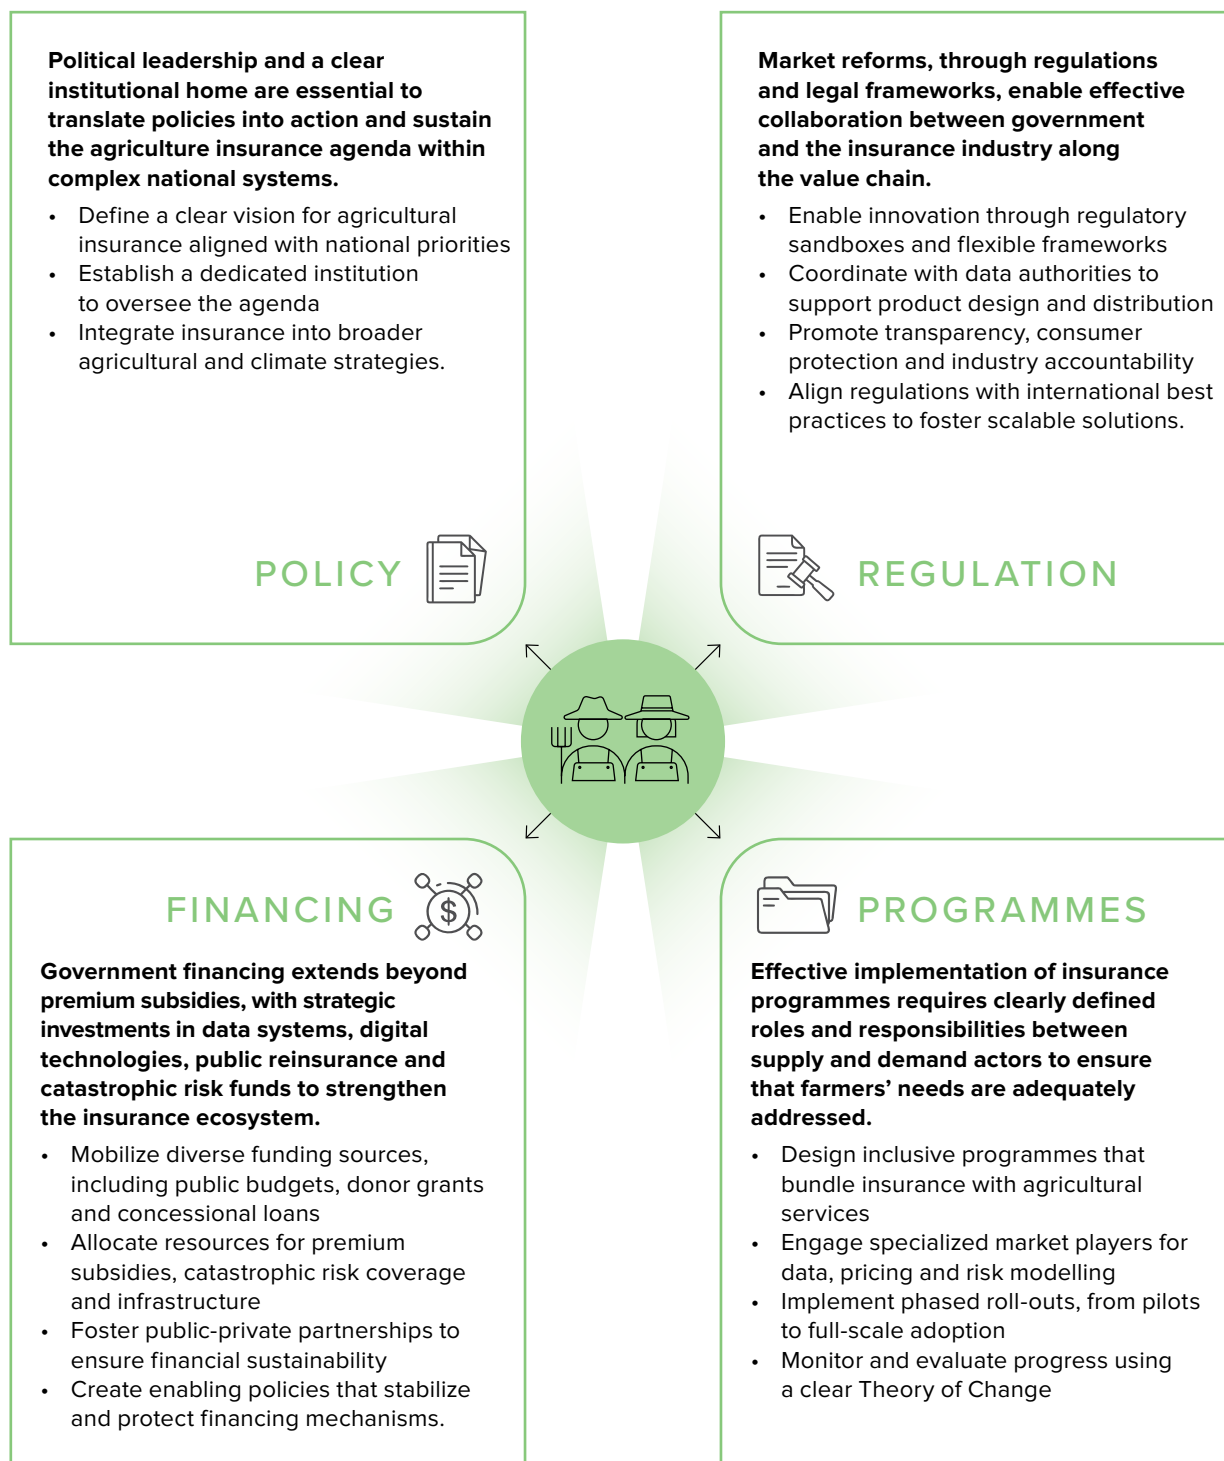 Political leadership and a clear
institutional home are essential to
translate policies into action and sustain
the agriculture insurance agenda within
complex national systems.
• Define a clear vision for agricultural
insurance aligned with national priorities
• Establish a dedicated institution
to oversee the agenda
• Integrate insurance into broader
agricultural and climate strategies.
POLICY
Market reforms, through regulations
and legal frameworks, enable effective
collaboration between government
and the insurance industry along
the value chain.
• Enable innovation through regulatory
sandboxes and flexible frameworks
• Coordinate with data authorities to
support product design and distribution
• Promote transparency, consumer
protection and industry accountability
• Align regulations with international best
practices to foster scalable solutions.
REGULATION
FINANCING
$
Government financing extends beyond
premium subsidies, with strategic
investments in data systems, digital
technologies, public reinsurance and
catastrophic risk funds to strengthen
the insurance ecosystem.
• Mobilize diverse funding sources,
including public budgets, donor grants
and concessional loans
• Allocate resources for premium
subsidies, catastrophic risk coverage
and infrastructure
• Foster public-private partnerships to
ensure financial sustainability
• Create enabling policies that stabilize
and protect financing mechanisms.
PROGRAMMES
Effective implementation of insurance
programmes requires clearly defined
roles and responsibilities between
supply and demand actors to ensure
that farmers’ needs are adequately
addressed.
• Design inclusive programmes that
bundle insurance with agricultural
services
• Engage specialized market players for
data, pricing and risk modelling
• Implement phased roll-outs, from pilots
to full-scale adoption
• Monitor and evaluate progress using
a clear Theory of Change